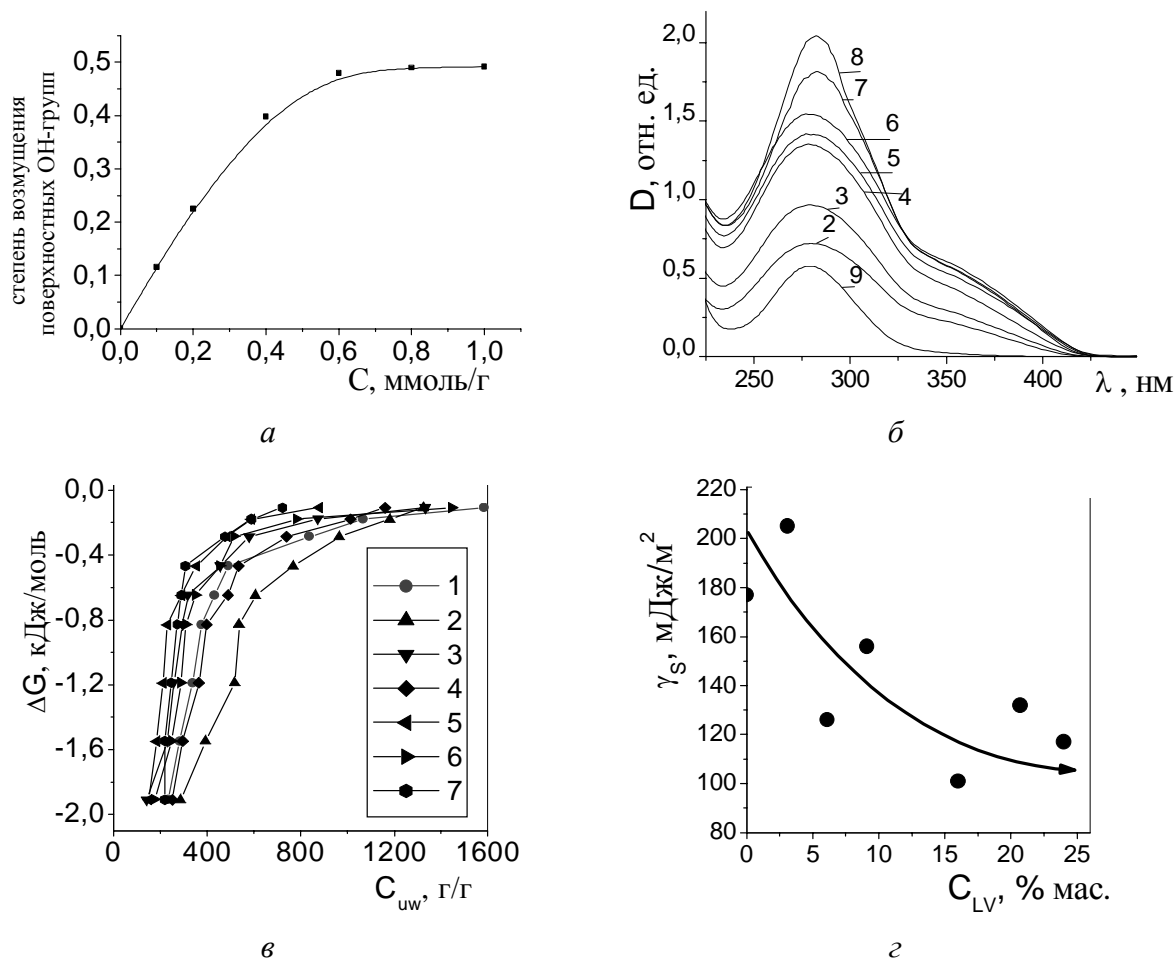 степень возмущения
поверхностных OH-групп
0,5
0,4
0,3
0,2
0,1
0,0
0,0 0,2 0,4 0,6 0,8 1,0
C, ммоль/г
а
D, отн. ед.
2,0
1,5
1,0
0,5
0,0
8
7
6
5
4
3
2
9
250 300 350 400
λ , нм
б
ΔG, кДж/моль
0,0
-0,4
-0,8
-1,2
-1,6
-2,0
1
2
3
4
5
6
7
0 400 800 1200 1600
C_uw, г/г
в
γ_S, мДж/м²
220
200
180
160
140
120
100
80
0 5 10 15 20 25
C_LV, % мас.
г